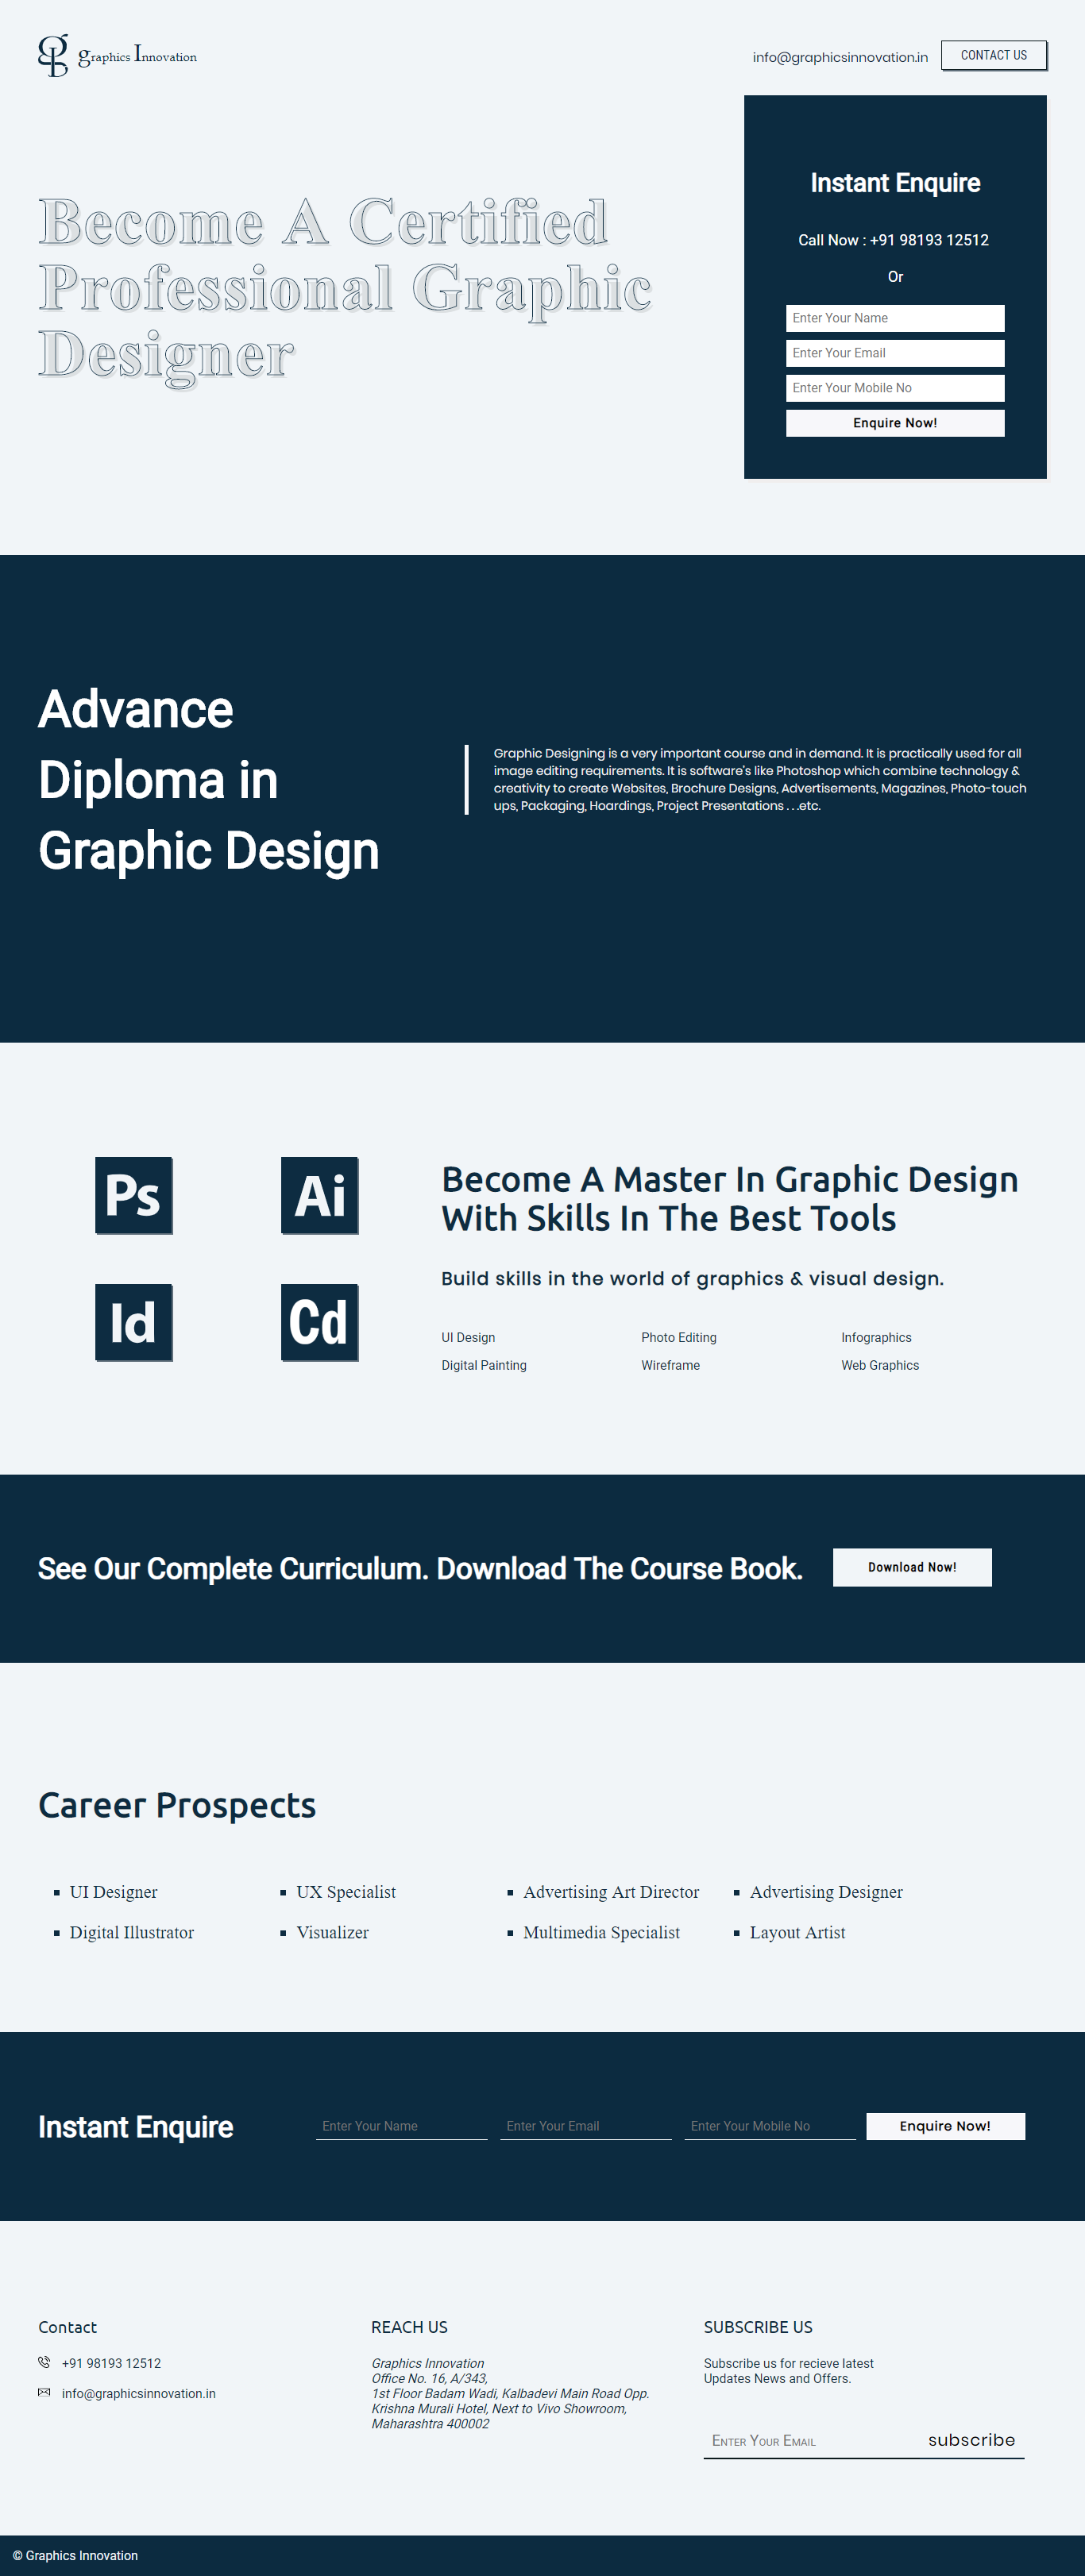 graphics Innovation
info@graphicsinnovation.in
CONTACT US
Become A Certified
Professional Graphic
Designer
Instant Enquire
Call Now : +91 98193 12512
Or
Enter Your Name
Enter Your Email
Enter Your Mobile No
Enquire Now!
Advance
Diploma in
Graphic Design
Graphic Designing is a very important course and in demand. It is practically used for all
image editing requirements. It is software's like Photoshop which combine technology &
creativity to create Websites, Brochure Designs, Advertisements, Magazines, Photo-touch
ups, Packaging, Hoardings, Project Presentations . . .etc.
Ps
Ai
Id
Cd
Become A Master In Graphic Design
With Skills In The Best Tools
Build skills in the world of graphics & visual design.
UI Design
Photo Editing
Infographics
Digital Painting
Wireframe
Web Graphics
See Our Complete Curriculum. Download The Course Book.
Download Now!
Career Prospects
UI Designer
UX Specialist
Advertising Art Director
Advertising Designer
Digital Illustrator
Visualizer
Multimedia Specialist
Layout Artist
Instant Enquire
Enter Your Name
Enter Your Email
Enter Your Mobile No
Enquire Now!
Contact
+91 98193 12512
info@graphicsinnovation.in
REACH US
Graphics Innovation
Office No. 16, A/343,
1st Floor Badam Wadi, Kalbadevi Main Road Opp.
Krishna Murali Hotel, Next to Vivo Showroom,
Maharashtra 400002
SUBSCRIBE US
Subscribe us for recieve latest
Updates News and Offers.
Enter Your Email
subscribe
© Graphics Innovation